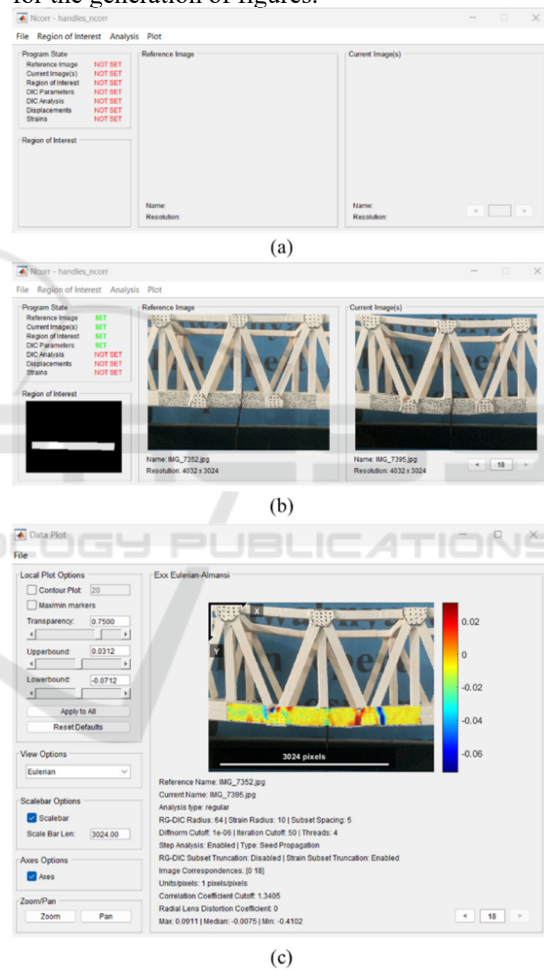 for the generation of figures.
Ncorr - handles_ncorr
File Region of Interest Analysis Plot
Program State
Reference Image NOT SET
Current Image(s) NOT SET
Region of Interest NOT SET
DIC Parameters NOT SET
DIC Analysis NOT SET
Displacements NOT SET
Strains NOT SET
Region of Interest
Reference Image
Name:
Resolution:
Current Image(s)
Name:
Resolution:
(a)
Ncorr - handles_ncorr
File Region of Interest Analysis Plot
Program State
Reference Image SET
Current Image(s) SET
Region of Interest SET
DIC Parameters SET
DIC Analysis NOT SET
Displacements NOT SET
Strains NOT SET
Region of Interest
Reference Image
Name: IMG_7352.jpg
Resolution: 4032 x 3024
Current Image(s)
Name: IMG_7395.jpg
Resolution: 4032 x 3024
< 18 >
(b)
Data Plot
File
Local Plot Options
Contour Plot: 20
Max/min markers
Transparency: 0.7500
Upperbound: 0.0312
Lowerbound: -0.0712
Apply to All
Reset Defaults
View Options
Eulerian
Scalebar Options
Scalebar
Scale Bar Len: 3024.00
Axes Options
Axes
Zoom/Pan
Zoom Pan
Exx Eulerian-Almansi
X
Y
3024 pixels
0.02
0
-0.02
-0.04
-0.06
Reference Name: IMG_7352.jpg
Current Name: IMG_7395.jpg
Analysis type: regular
RG-DIC Radius: 64 | Strain Radius: 10 | Subset Spacing: 5
Diffnorm Cutoff: 1e-06 | Iteration Cutoff: 50 | Threads: 4
Step Analysis: Enabled | Type: Seed Propagation
RG-DIC Subset Truncation: Disabled | Strain Subset Truncation: Enabled
Image Correspondences: [0 18]
Units/pixels: 1 pixels/pixels
Correlation Coefficient Cutoff: 1.3405
Radial Lens Distortion Coefficient: 0
Max: 0.0911 | Median: -0.0075 | Min: -0.4102
< 18 >
(c)